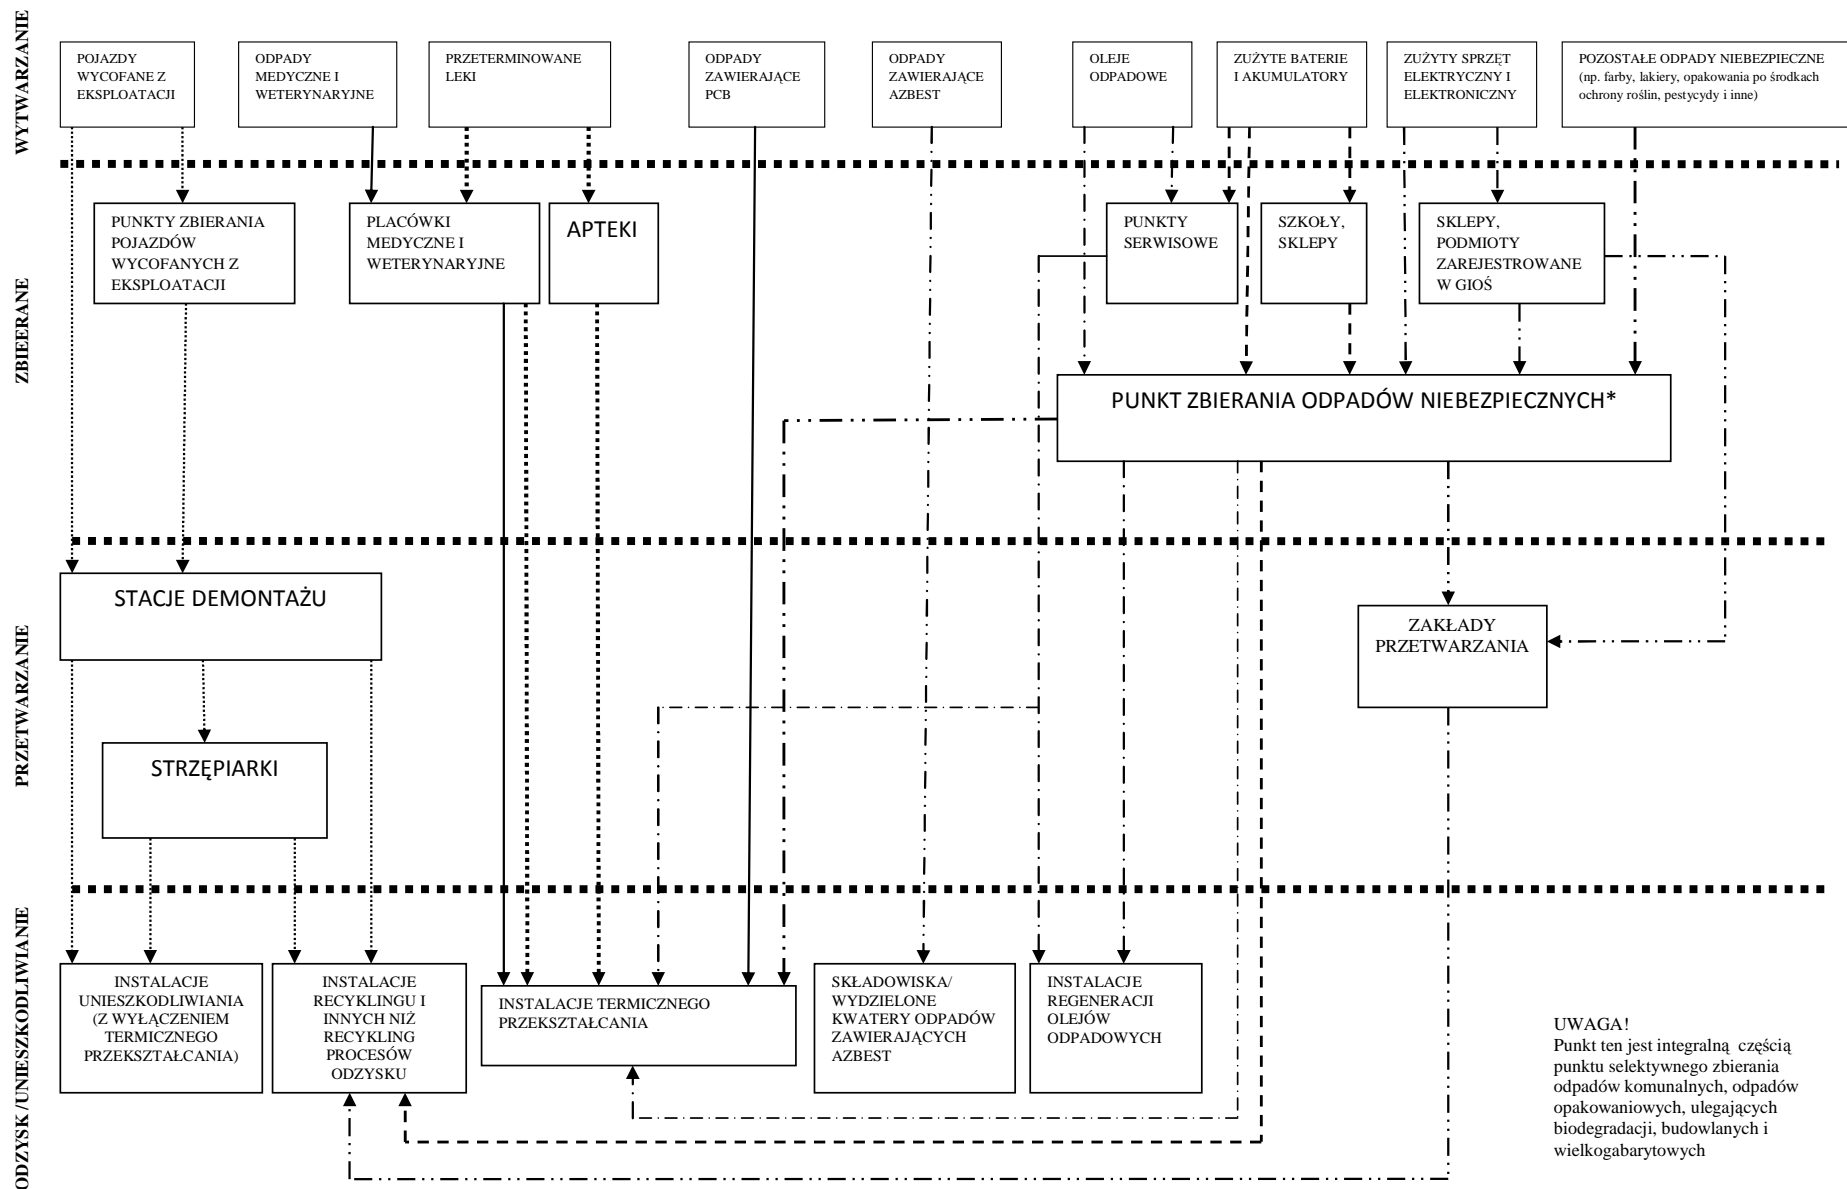 WYTWARZANIE
POJAZDY
WYCOFANE Z
EKSPLOATACJI
ODPADY
MEDYCZNE I
WETERYNARYJNE
PRZETERMINOWANE
LEKI
ODPADY
ZAWIERAJĄCE
PCB
ODPADY
ZAWIERAJĄCE
AZBEST
OLEJE
ODPADOWE
ZUŻYTE BATERIE
I AKUMULATORY
ZUŻYTY SPRZĘT
ELEKTRYCZNY I
ELEKTRONICZNY
POZOSTAŁE ODPADY NIEBEZPIECZNE
(np. farby, lakiery, opakowania po środkach
ochrony roślin, pestycydy i inne)
ZBIERANE
PUNKTY ZBIERANIA
POJAZDÓW
WYCOFANYCH Z
EKSPLOATACJI
PLACÓWKI
MEDYCZNE I
WETERYNARYJNE
APTEKI
PUNKTY
SERWISOWE
SZKOŁY,
SKLEPY
SKLEPY,
PODMIOTY
ZAREJESTROWANE
W GIOŚ
PUNKT ZBIERANIA ODPADÓW NIEBEZPIECZNYCH*
PRZETWARZANIE
STACJE DEMONTAŻU
ZAKŁADY
PRZETWARZANIA
STRZĘPIARKI
ODZYSK /UNIESZKODLIWIANIE
INSTALACJE
UNIESZKODLIWIANIA
(Z WYŁĄCZENIEM
TERMICZNEGO
PRZEKSZTAŁCANIA)
INSTALACJE
RECYKLINGU I
INNYCH NIŻ
RECYKLING
PROCESÓW
ODZYSKU
INSTALACJE TERMICZNEGO
PRZEKSZTAŁCANIA
SKŁADOWISKA/
WYDZIELONE
KWATERY ODPADÓW
ZAWIERAJĄCYCH
AZBEST
INSTALACJE
REGENERACJI
OLEJÓW
ODPADOWYCH
UWAGA!
Punkt ten jest integralną częścią
punktu selektywnego zbierania
odpadów komunalnych, odpadów
opakowaniowych, ulegających
biodegradacji, budowlanych i
wielkogabarytowych